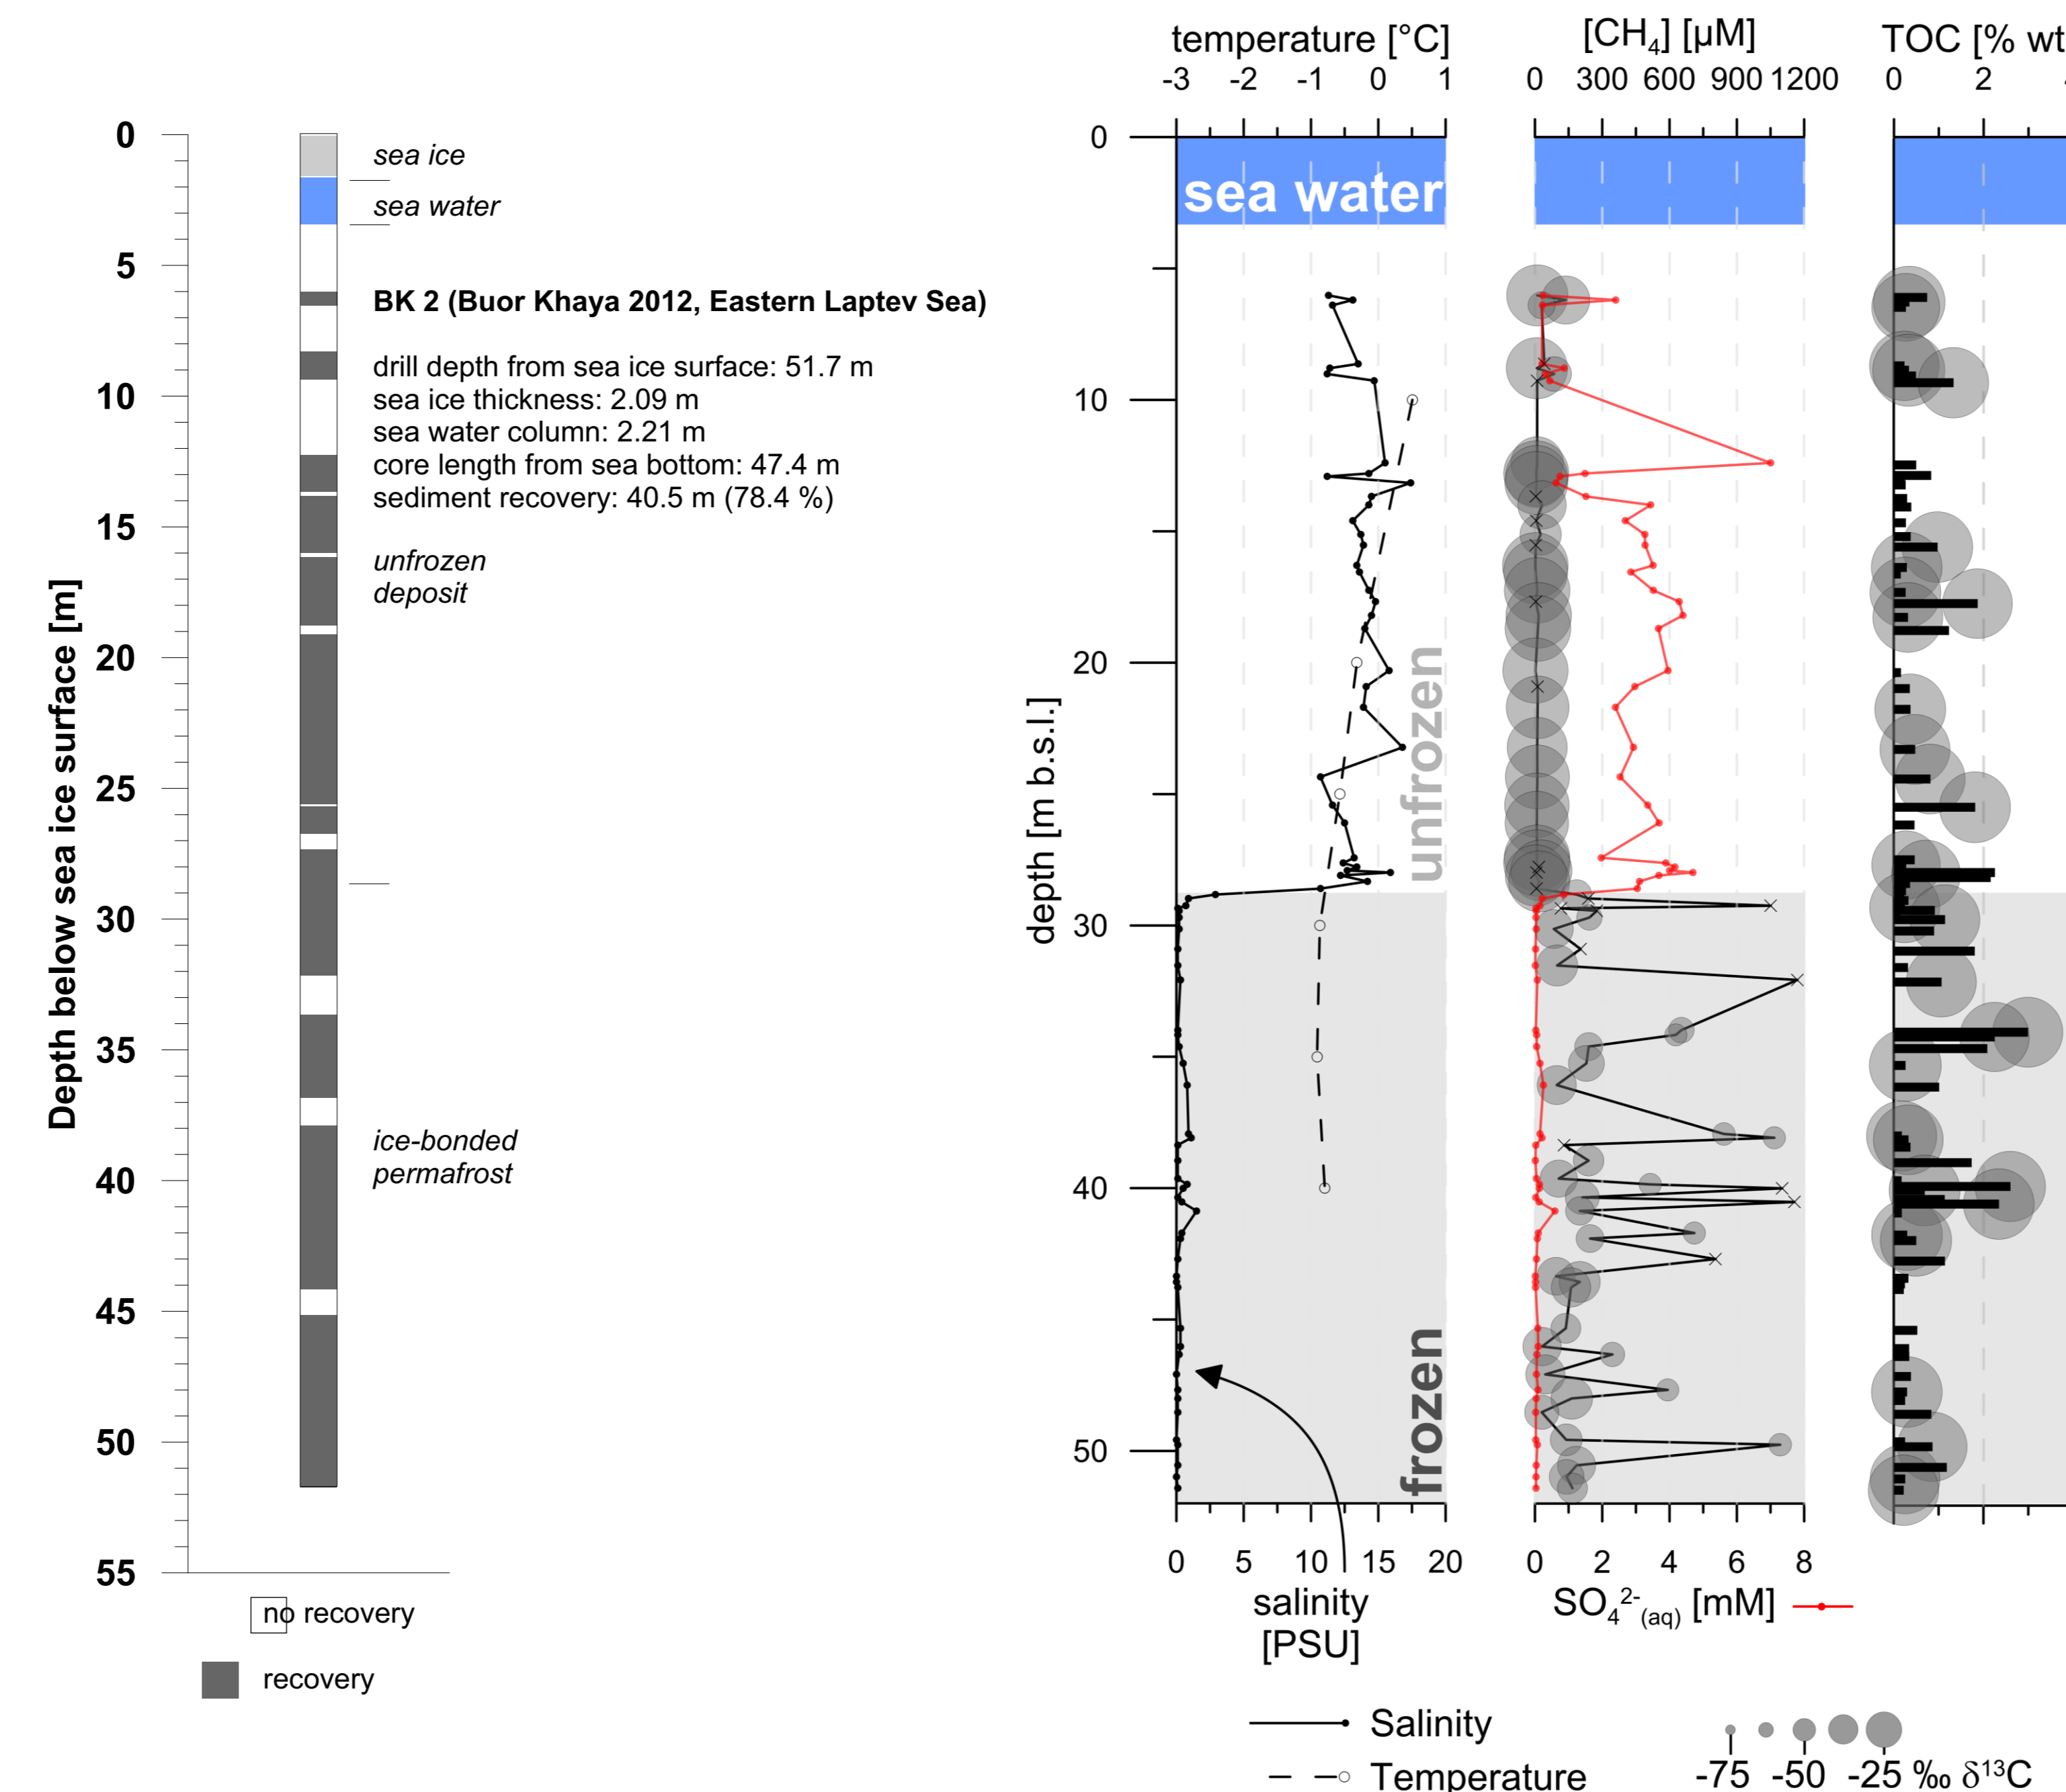 temperature [°C]
-3 -2 -1 0 1
[CH4] [µM]
0 300 600 900 1200
TOC [% wt
0 2
0
5
10
15
20
25
30
35
40
45
50
55
Depth below sea ice surface [m]
sea ice
sea water
BK 2 (Buor Khaya 2012, Eastern Laptev Sea)
drill depth from sea ice surface: 51.7 m
sea ice thickness: 2.09 m
sea water column: 2.21 m
core length from sea bottom: 47.4 m
sediment recovery: 40.5 m (78.4 %)
unfrozen
deposit
ice-bonded
permafrost
no recovery
recovery
0
10
20
30
40
50
depth [m b.s.l.]
sea water
unfrozen
frozen
0 5 10 15 20
salinity
[PSU]
0 2 4 6 8
SO₄²⁻(aq) [mM]
Salinity
Temperature
-75 -50 -25 ‰ δ¹³C